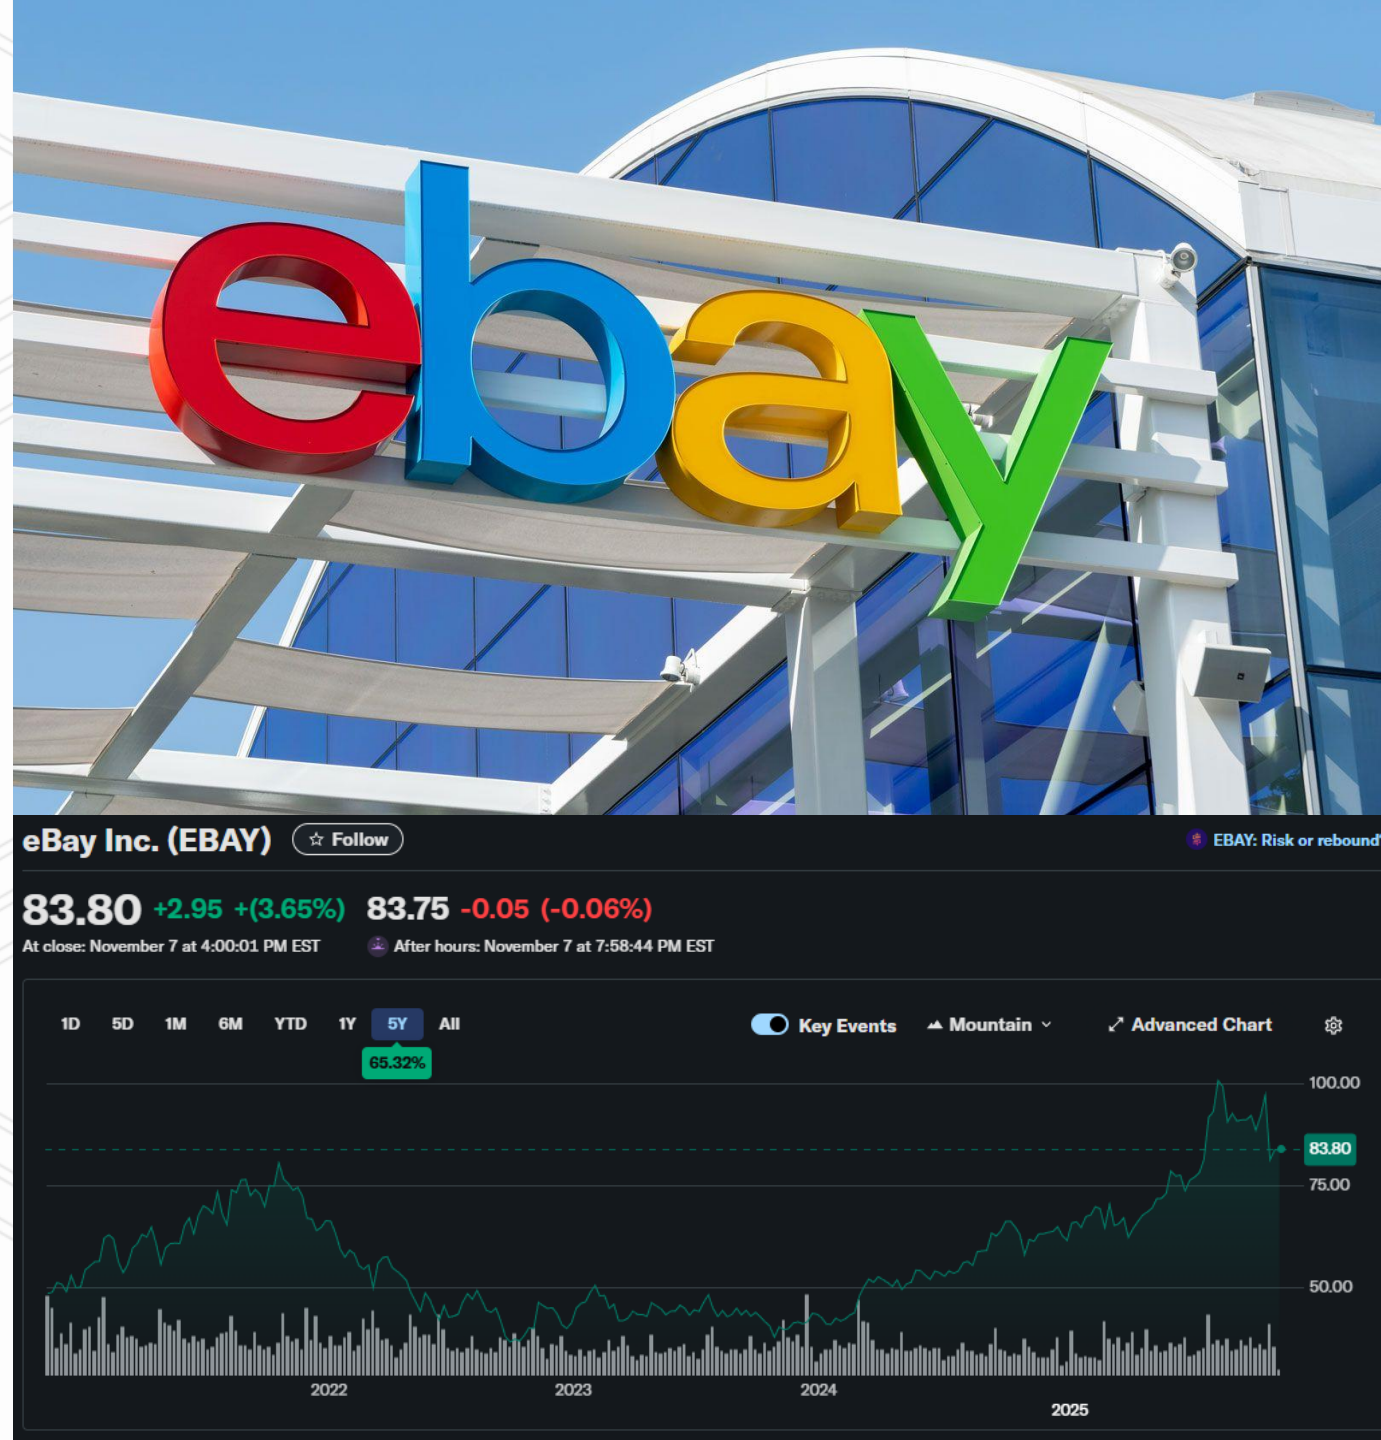 ebay
eBay Inc. (EBAY) ☆ Follow
EBAY: Risk or rebound?
83.80 +2.95 +(3.65%) 83.75 -0.05 (-0.06%)
At close: November 7 at 4:00:01 PM EST After hours: November 7 at 7:58:44 PM EST
1D 5D 1M 6M YTD 1Y 5Y All Key Events Mountain Advanced Chart
65.32%
100.00
83.80
75.00
50.00
2022 2023 2024
2025